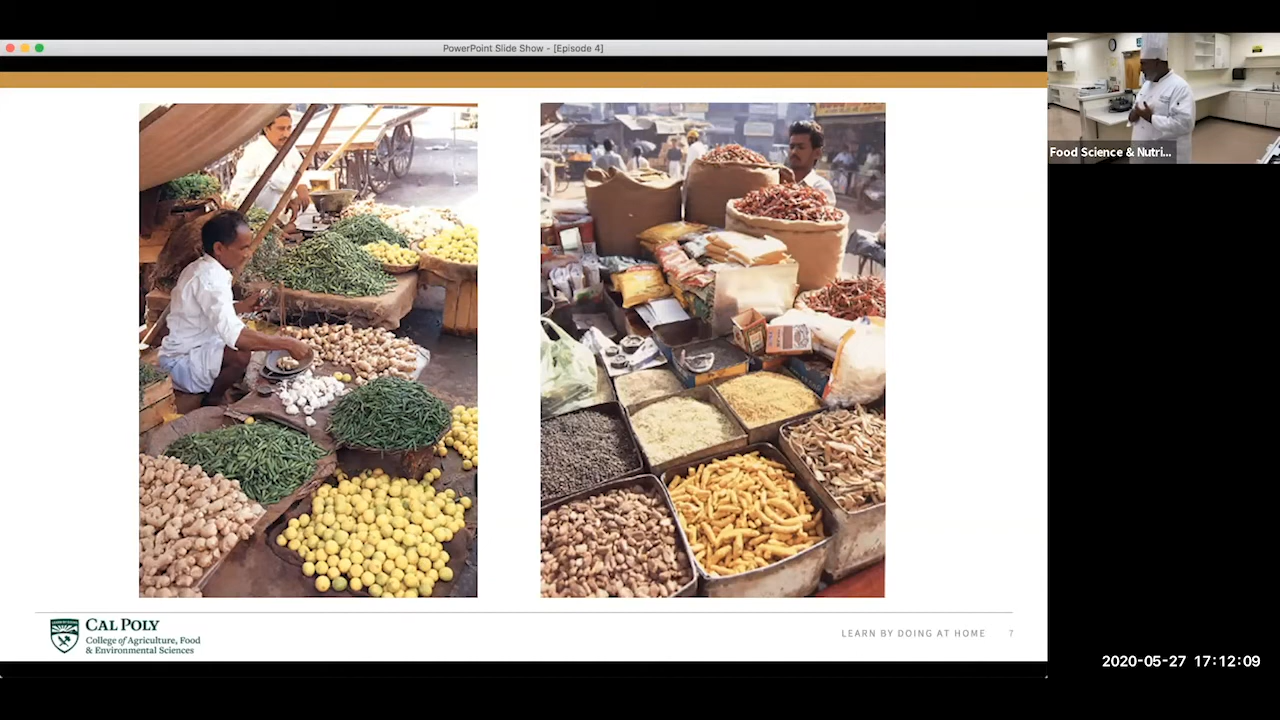 PowerPoint Slide Show - [Episode 4]
Food Science & Nutri...
CAL POLY
College of Agriculture, Food
& Environmental Sciences
LEARN BY DOING AT HOME 7
2020-05-27 17:12:09